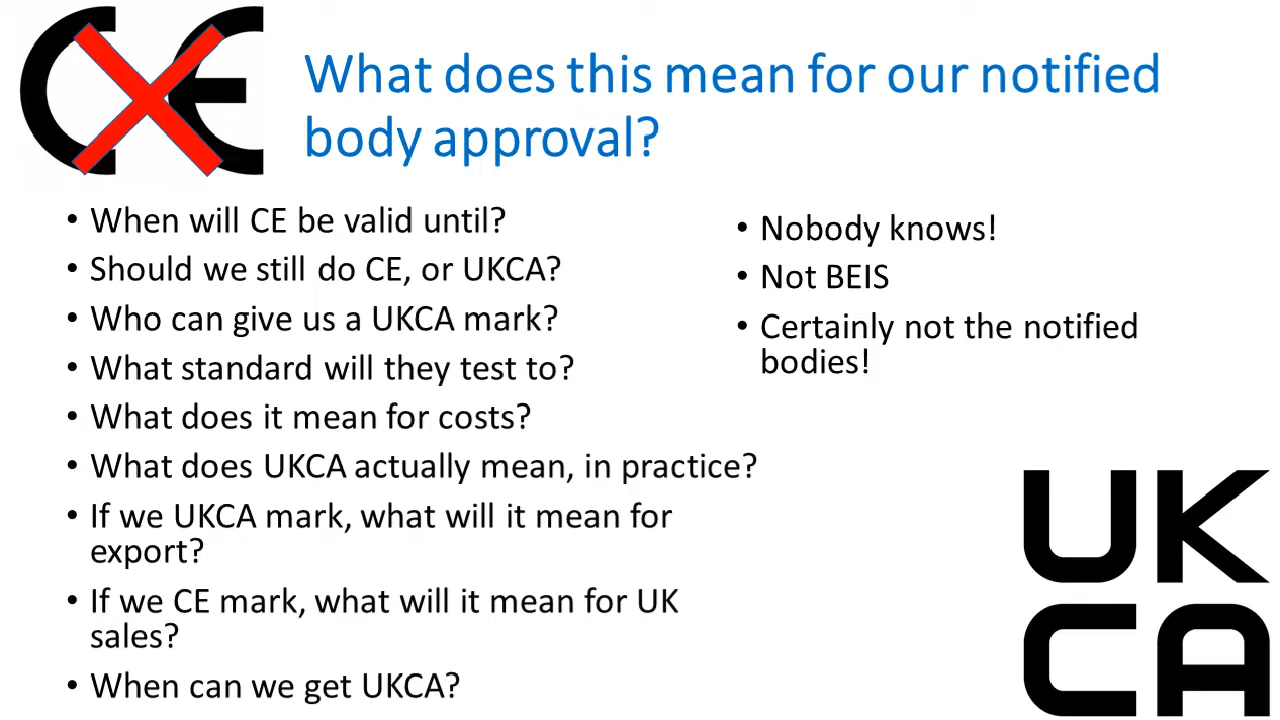 CE
What does this mean for our notified
body approval?
• When will CE be valid until?
• Should we still do CE, or UKCA?
• Who can give us a UKCA mark?
• What standard will they test to?
• What does it mean for costs?
• What does UKCA actually mean, in practice?
• If we UKCA mark, what will it mean for
export?
• If we CE mark, what will it mean for UK
sales?
• When can we get UKCA?
• Nobody knows!
• Not BEIS
• Certainly not the notified
bodies!
UK
CA